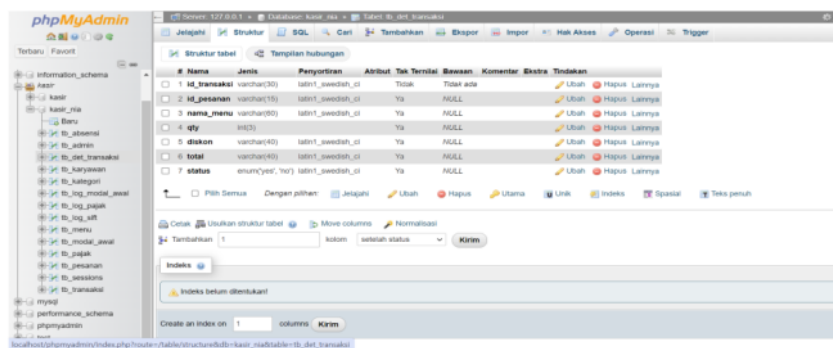 phpMyAdmin
Terbaru Favorit
information_schema
kasir
kasir
kasir_nia
Baru
tb_absensi
tb_admin
tb_det_transaksi
tb_karyawan
tb_kategori
tb_log_modal_awal
tb_log_pajak
tb_log_sift
tb_menu
tb_modal_awal
tb_pajak
tb_pesanan
tb_sessions
tb_transaksi
mysql
performance_schema
phpmyadmin
test
Server: 127.0.0.1 » Database: kasir_nia » Tabel: tb_det_transaksi
Jelajahi Struktur SQL Cari Tambahkan Ekspor Impor Hak Akses Operasi Trigger
Struktur tabel Tampilan hubungan
# Nama Jenis Penyortiran Atribut Tak Ternilai Bawaan Komentar Ekstra Tindakan
1 id_transaksi varchar(30) latin1_swedish_ci Tidak Tidak ada Ubah Hapus Lainnya
2 id_pesanan varchar(15) latin1_swedish_ci Ya NULL Ubah Hapus Lainnya
3 nama_menu varchar(60) latin1_swedish_ci Ya NULL Ubah Hapus Lainnya
4 qty int(3) Ya NULL Ubah Hapus Lainnya
5 diskon varchar(40) latin1_swedish_ci Ya NULL Ubah Hapus Lainnya
6 total varchar(40) latin1_swedish_ci Ya NULL Ubah Hapus Lainnya
7 status enum('yes', 'no') latin1_swedish_ci Ya NULL Ubah Hapus Lainnya
Pilih Semua Dengan pilihan: Jelajahi Ubah Hapus Utama Unik Indeks Spasial Teks penuh
Cetak Usulkan struktur tabel Move columns Normalisasi
Tambahkan 1 kolom setelah status Kirim
Indeks
Indeks belum ditentukan!
Create an index on 1 columns Kirim
localhost/phpmyadmin/index.php?route=/table/structure&db=kasir_nia&table=tb_det_transaksi